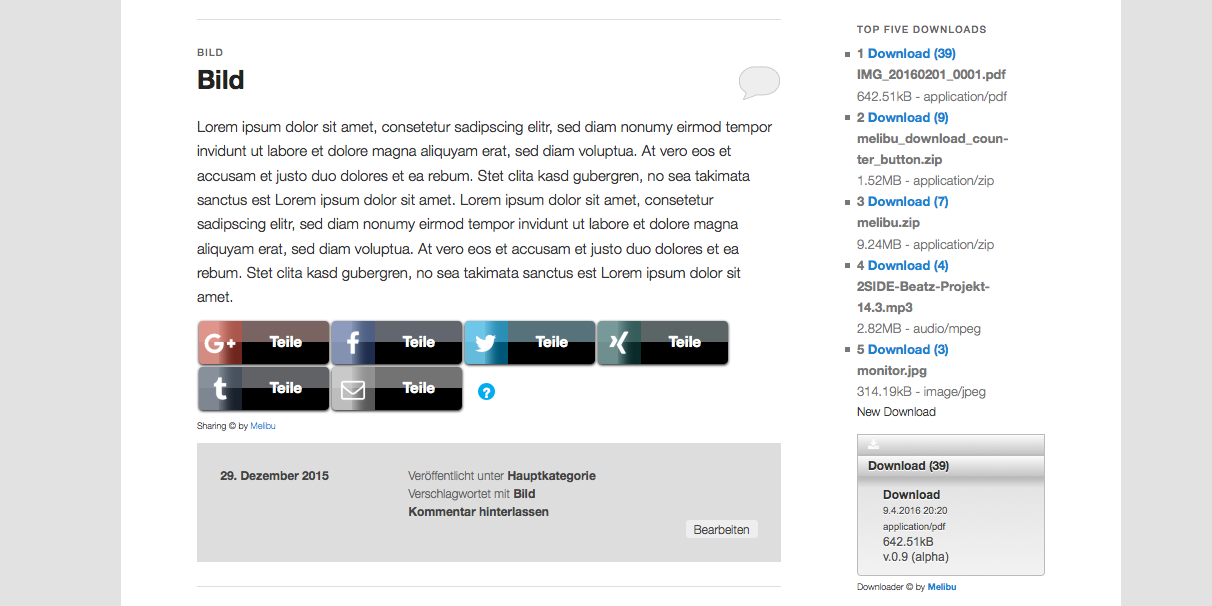 BILD
Bild
Lorem ipsum dolor sit amet, consetetur sadipscing elitr, sed diam nonumy eirmod tempor
invidunt ut labore et dolore magna aliquyam erat, sed diam voluptua. At vero eos et
accusam et justo duo dolores et ea rebum. Stet clita kasd gubergren, no sea takimata
sanctus est Lorem ipsum dolor sit amet. Lorem ipsum dolor sit amet, consetetur
sadipscing elitr, sed diam nonumy eirmod tempor invidunt ut labore et dolore magna
aliquyam erat, sed diam voluptua. At vero eos et accusam et justo duo dolores et ea
rebum. Stet clita kasd gubergren, no sea takimata sanctus est Lorem ipsum dolor sit
amet.
G+ Teile f Teile Teile Teile
t Teile Teile ?
Sharing © by Melibu
29. Dezember 2015
Veröffentlicht unter Hauptkategorie
Verschlagwortet mit Bild
Kommentar hinterlassen
Bearbeiten
TOP FIVE DOWNLOADS
1 Download (39)
IMG_20160201_0001.pdf
642.51kB - application/pdf
2 Download (9)
melibu_download_coun-
ter_button.zip
1.52MB - application/zip
3 Download (7)
melibu.zip
9.24MB - application/zip
4 Download (4)
2SIDE-Beatz-Projekt-
14.3.mp3
2.82MB - audio/mpeg
5 Download (3)
monitor.jpg
314.19kB - image/jpeg
New Download
Download (39)
Download
9.4.2016 20:20
application/pdf
642.51kB
v.0.9 (alpha)
Downloader © by Melibu